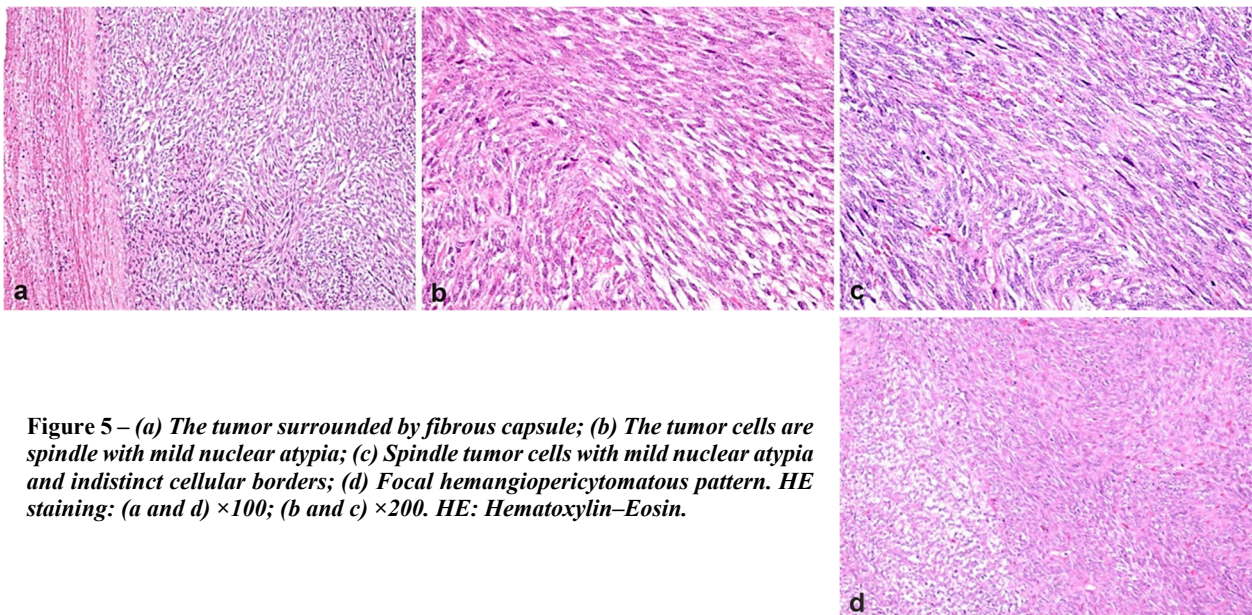 a
b
c
d
Figure 5 – (a) The tumor surrounded by fibrous capsule; (b) The tumor cells are
spindle with mild nuclear atypia; (c) Spindle tumor cells with mild nuclear atypia
and indistinct cellular borders; (d) Focal hemangiopericytomatous pattern. HE
staining: (a and d) ×100; (b and c) ×200. HE: Hematoxylin–Eosin.